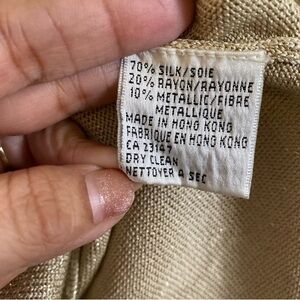 70% SILK/SOIE
20% RAYON/RAYONNE
10% METALLIC/FIBRE
METALLIQUE
MADE IN HONG KONG
FABRIQUE EN HONG KONG
CA 23147
DRY CLEAN
NETTOYER A SEC